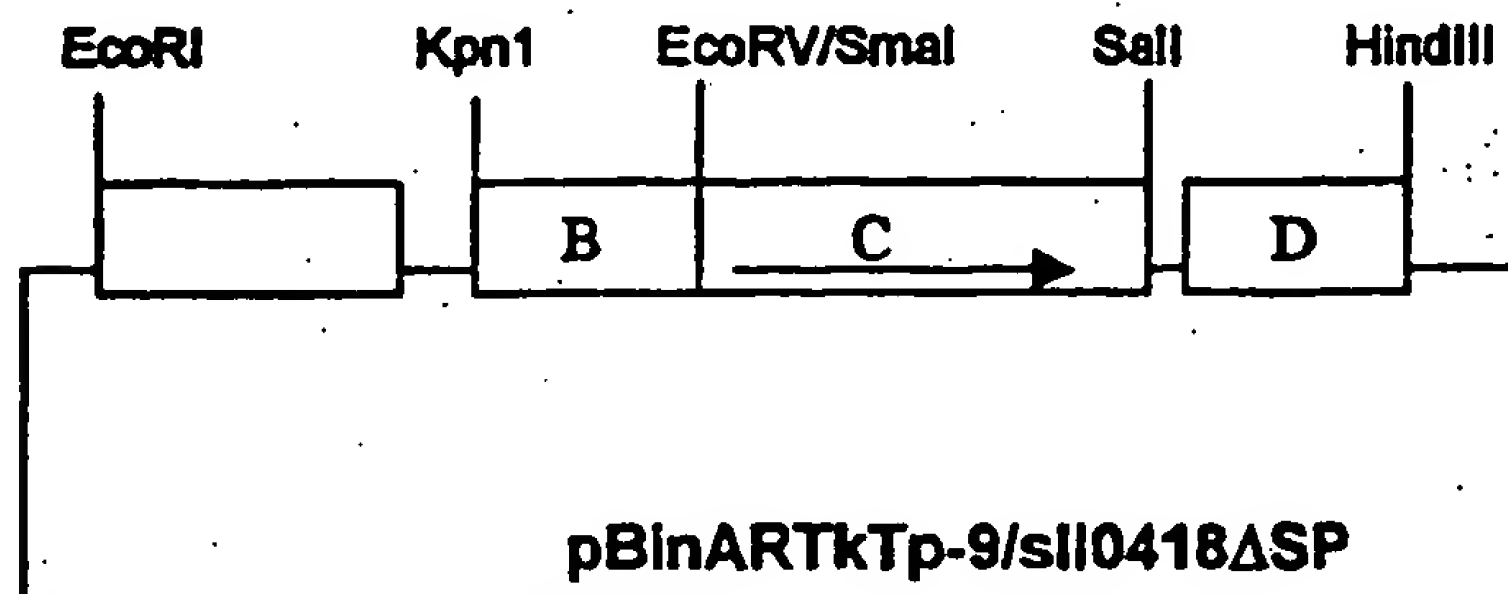 EcoRI Kpn1 EcoRV/SmaI SalI HindIII
B C D
pBinARTkTp-9/sll0418ΔSP